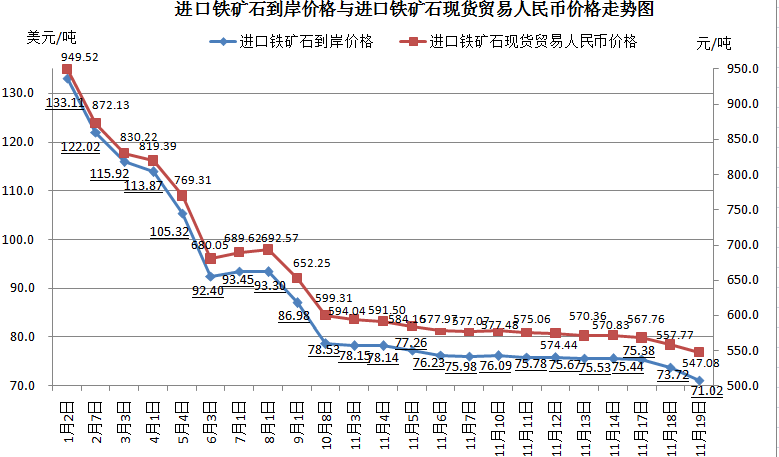 进口铁矿石到岸价格与进口铁矿石现货贸易人民币价格走势图
美元/吨
元/吨
进口铁矿石到岸价格 进口铁矿石现货贸易人民币价格
130.0
120.0
110.0
100.0
90.0
80.0
70.0
950.0
900.0
850.0
800.0
750.0
700.0
650.0
600.0
550.0
500.0
949.52
872.13
830.22
819.39
769.31
680.05
689.62
692.57
652.25
599.31
594.04
591.50
584.16
577.97
577.07
577.48
575.06
574.44
570.36
570.83
567.76
557.77
547.08
133.11
122.02
115.92
113.87
105.32
92.40
93.45
93.30
86.98
78.53
78.15
78.14
77.26
76.23
75.98
76.09
75.78
75.67
75.53
75.44
75.38
73.72
71.02
1月2日
2月7日
3月3日
4月1日
5月4日
6月3日
7月1日
8月1日
9月1日
10月8日
11月3日
11月4日
11月5日
11月6日
11月7日
11月10日
11月11日
11月12日
11月13日
11月14日
11月17日
11月18日
11月19日